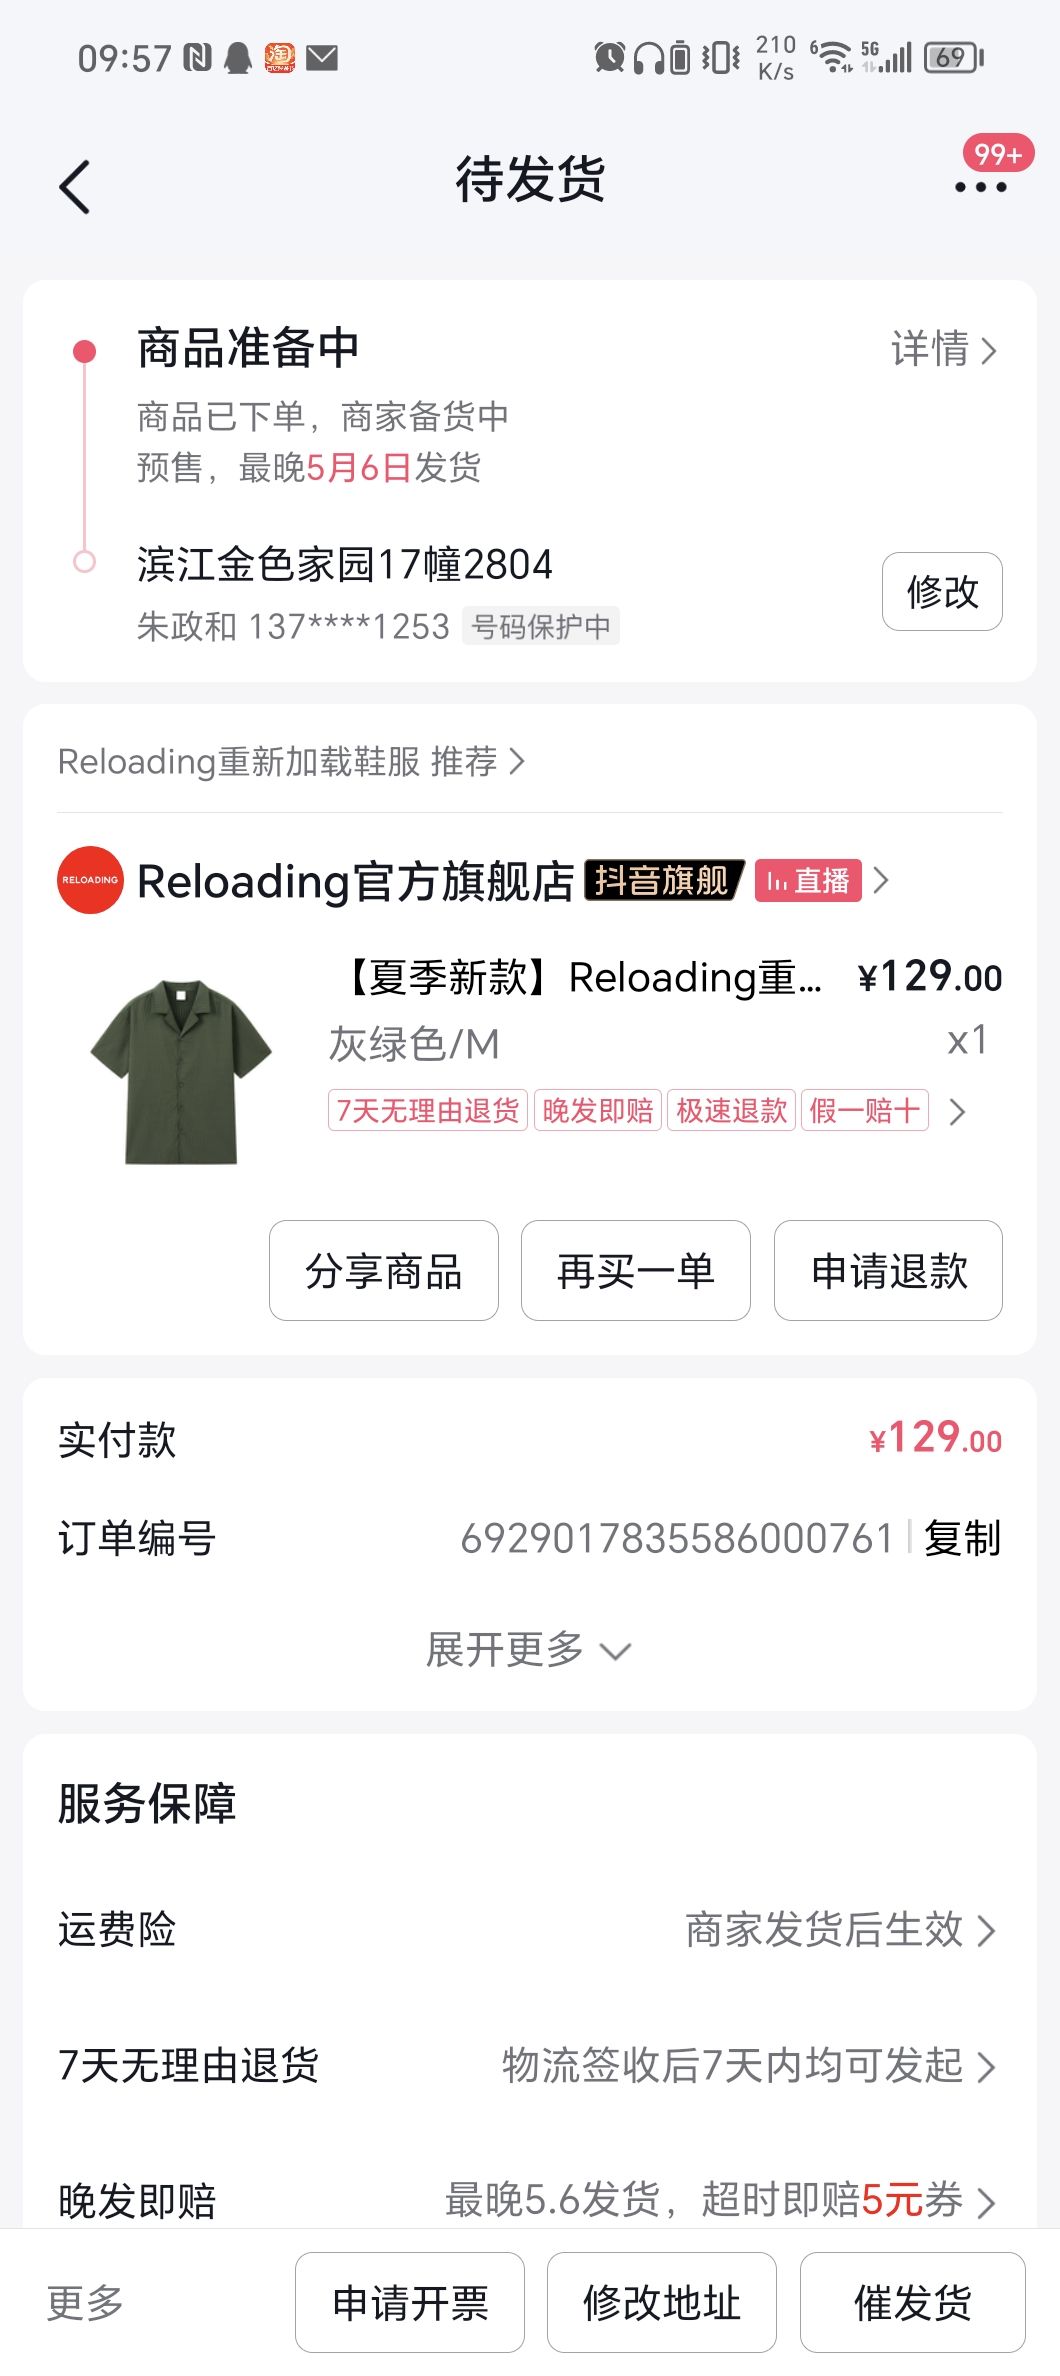 09:57
210 K/s
6
5G
69
待发货
99+
商品准备中
详情
商品已下单，商家备货中
预售，最晚5月6日发货
滨江金色家园17幢2804
修改
朱政和 137****1253 号码保护中
Reloading重新加载鞋服 推荐
RELOADING
Reloading官方旗舰店 抖音旗舰 直播
【夏季新款】Reloading重... ¥129.00
灰绿色/M x1
7天无理由退货 晚发即赔 极速退款 假一赔十
分享商品 再买一单 申请退款
实付款 ¥129.00
订单编号 6929017835586000761 复制
展开更多
服务保障
运费险 商家发货后生效
7天无理由退货 物流签收后7天内均可发起
晚发即赔 最晚5.6发货，超时即赔5元券
更多 申请开票 修改地址 催发货